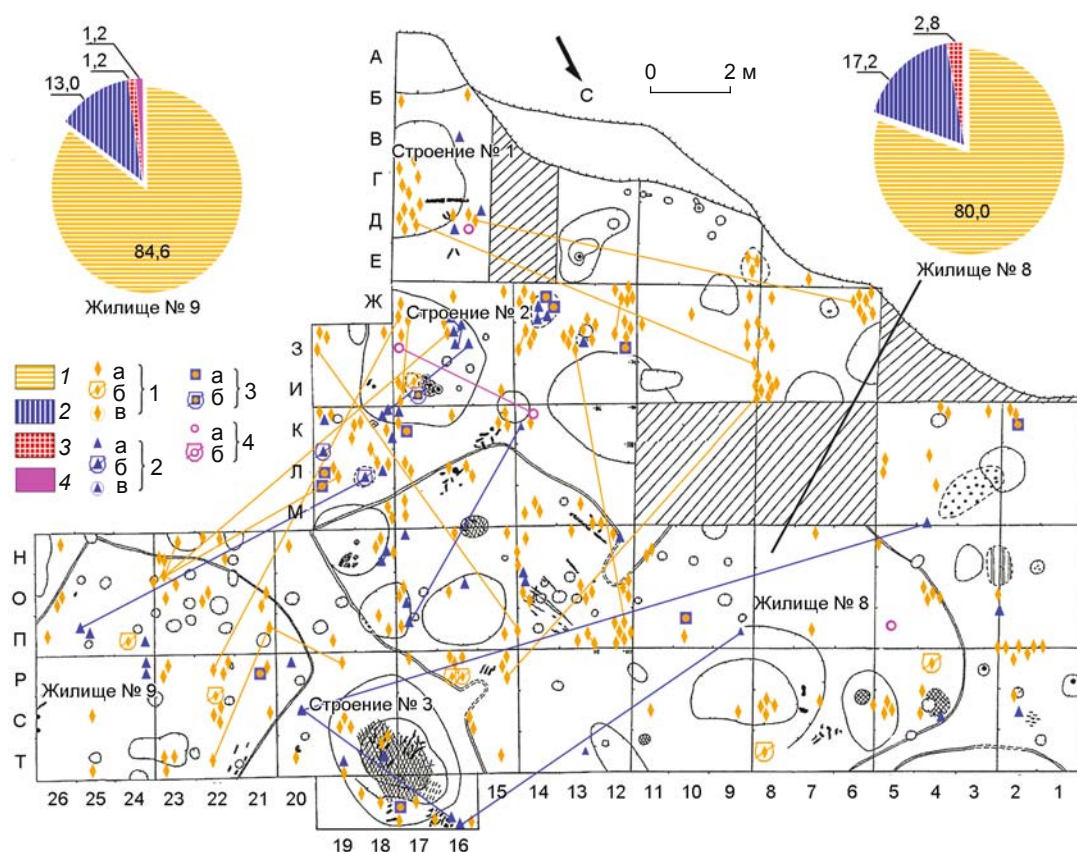 1,2
1,2
13,0
84,6
Жилище № 9
2,8
17,2
80,0
Жилище № 8
0 2 м
С
А
Б
В
Г
Д
Е
Ж
З
И
К
Л
М
Н
О
П
Р
С
Т
Строение № 1
Строение № 2
Строение № 3
Жилище № 8
Жилище № 9
1
2
3
4
а
б
в
1
а
б
в
2
а
б
3
а
б
4
26 25 24 23 22 21 20 15 14 13 12 11 10 9 8 7 6 5 4 3 2 1
19 18 17 16